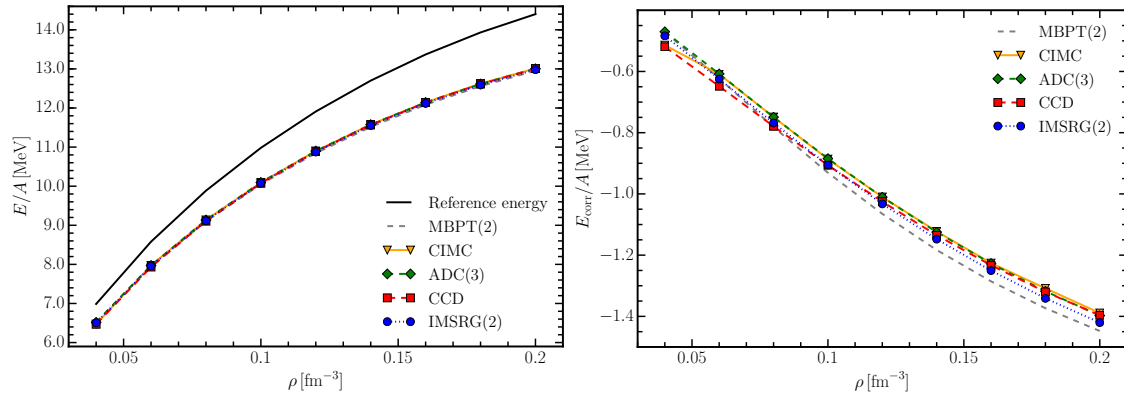 14.0
13.0
12.0
11.0
10.0
9.0
8.0
7.0
6.0
E/A [MeV]
0.05
0.1
0.15
0.2
ρ [fm⁻³]
Reference energy
MBPT(2)
CIMC
ADC(3)
CCD
IMSRG(2)
−0.6
−0.8
−1.0
−1.2
−1.4
E_corr/A [MeV]
0.05
0.1
0.15
0.2
ρ [fm⁻³]
MBPT(2)
CIMC
ADC(3)
CCD
IMSRG(2)